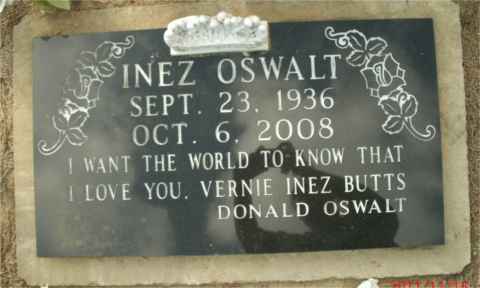 INEZ OSWALT
SEPT. 23. 1936
OCT. 6. 2008
I WANT THE WORLD TO KNOW THAT
I LOVE YOU. VERNIE INEZ BUTTS
DONALD OSWALT